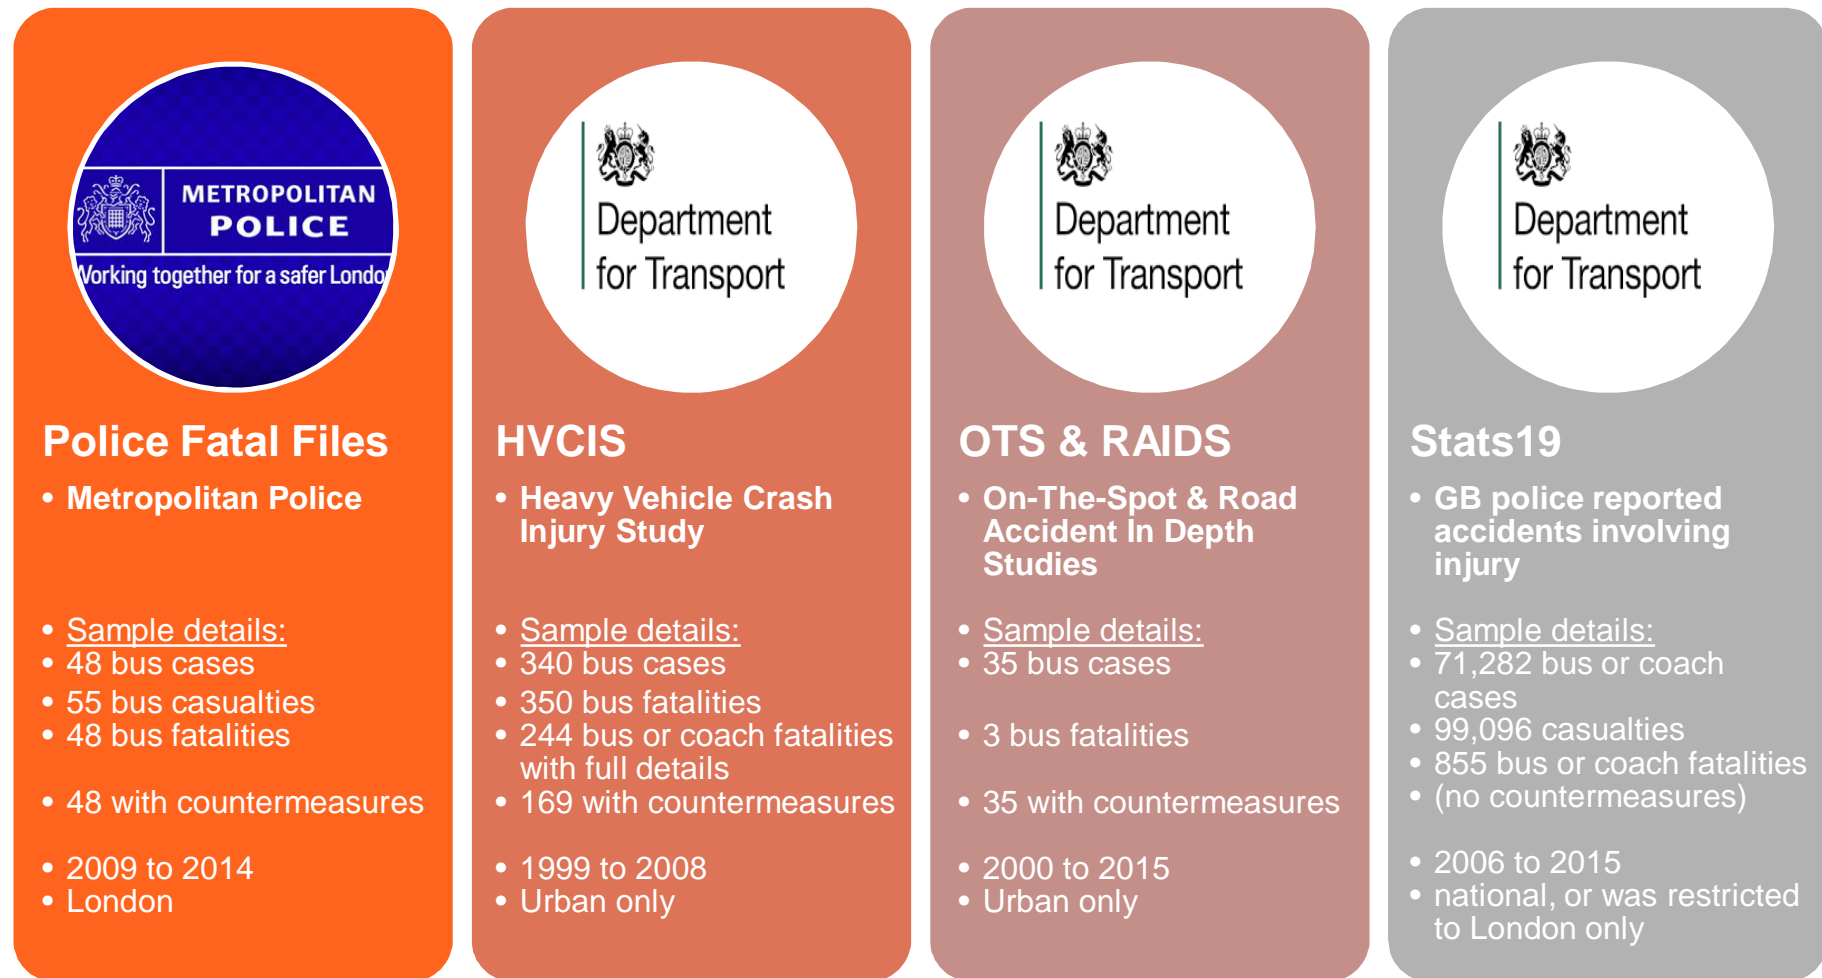 METROPOLITAN
POLICE
Working together for a safer London
Police Fatal Files
• Metropolitan Police
• Sample details:
• 48 bus cases
• 55 bus casualties
• 48 bus fatalities
• 48 with countermeasures
• 2009 to 2014
• London
Department
for Transport
HVCIS
• Heavy Vehicle Crash
Injury Study
• Sample details:
• 340 bus cases
• 350 bus fatalities
• 244 bus or coach fatalities
with full details
• 169 with countermeasures
• 1999 to 2008
• Urban only
Department
for Transport
OTS & RAIDS
• On-The-Spot & Road
Accident In Depth
Studies
• Sample details:
• 35 bus cases
• 3 bus fatalities
• 35 with countermeasures
• 2000 to 2015
• Urban only
Department
for Transport
Stats19
• GB police reported
accidents involving
injury
• Sample details:
• 71,282 bus or coach
cases
• 99,096 casualties
• 855 bus or coach fatalities
• (no countermeasures)
• 2006 to 2015
• national, or was restricted
to London only